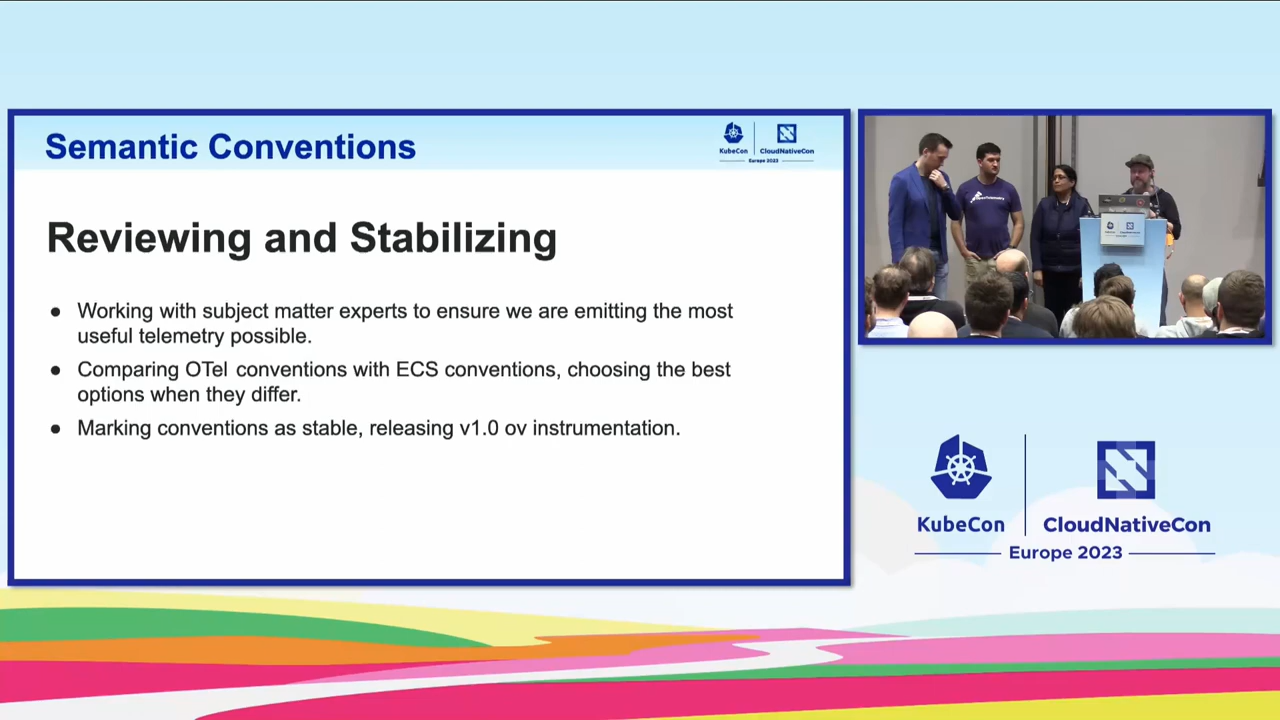 Semantic Conventions
KubeCon
CloudNativeCon
Europe 2023
Reviewing and Stabilizing
● Working with subject matter experts to ensure we are emitting the most
useful telemetry possible.
● Comparing OTel conventions with ECS conventions, choosing the best
options when they differ.
● Marking conventions as stable, releasing v1.0 ov instrumentation.
KubeCon
CloudNativeCon
Europe 2023